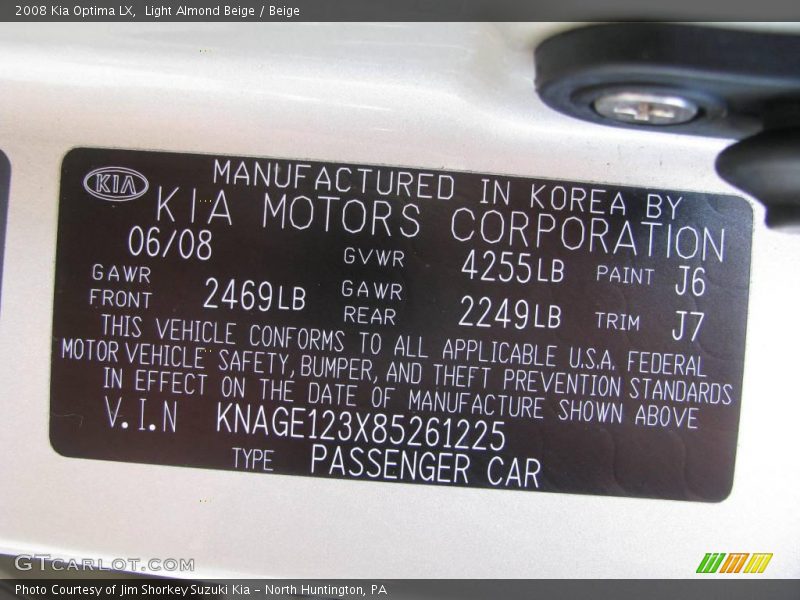 2008 Kia Optima LX, Light Almond Beige / Beige
KIA
MANUFACTURED IN KOREA BY
KIA MOTORS CORPORATION
06/08 GVWR 4255LB PAINT J6
GAWR FRONT 2469LB GAWR REAR 2249LB TRIM J7
THIS VEHICLE CONFORMS TO ALL APPLICABLE U.S.A. FEDERAL
MOTOR VEHICLE SAFETY, BUMPER, AND THEFT PREVENTION STANDARDS
IN EFFECT ON THE DATE OF MANUFACTURE SHOWN ABOVE
V.I.N KNAGE123X85261225
TYPE PASSENGER CAR
GTcarlot.com
Photo Courtesy of Jim Shorkey Suzuki Kia - North Huntington, PA